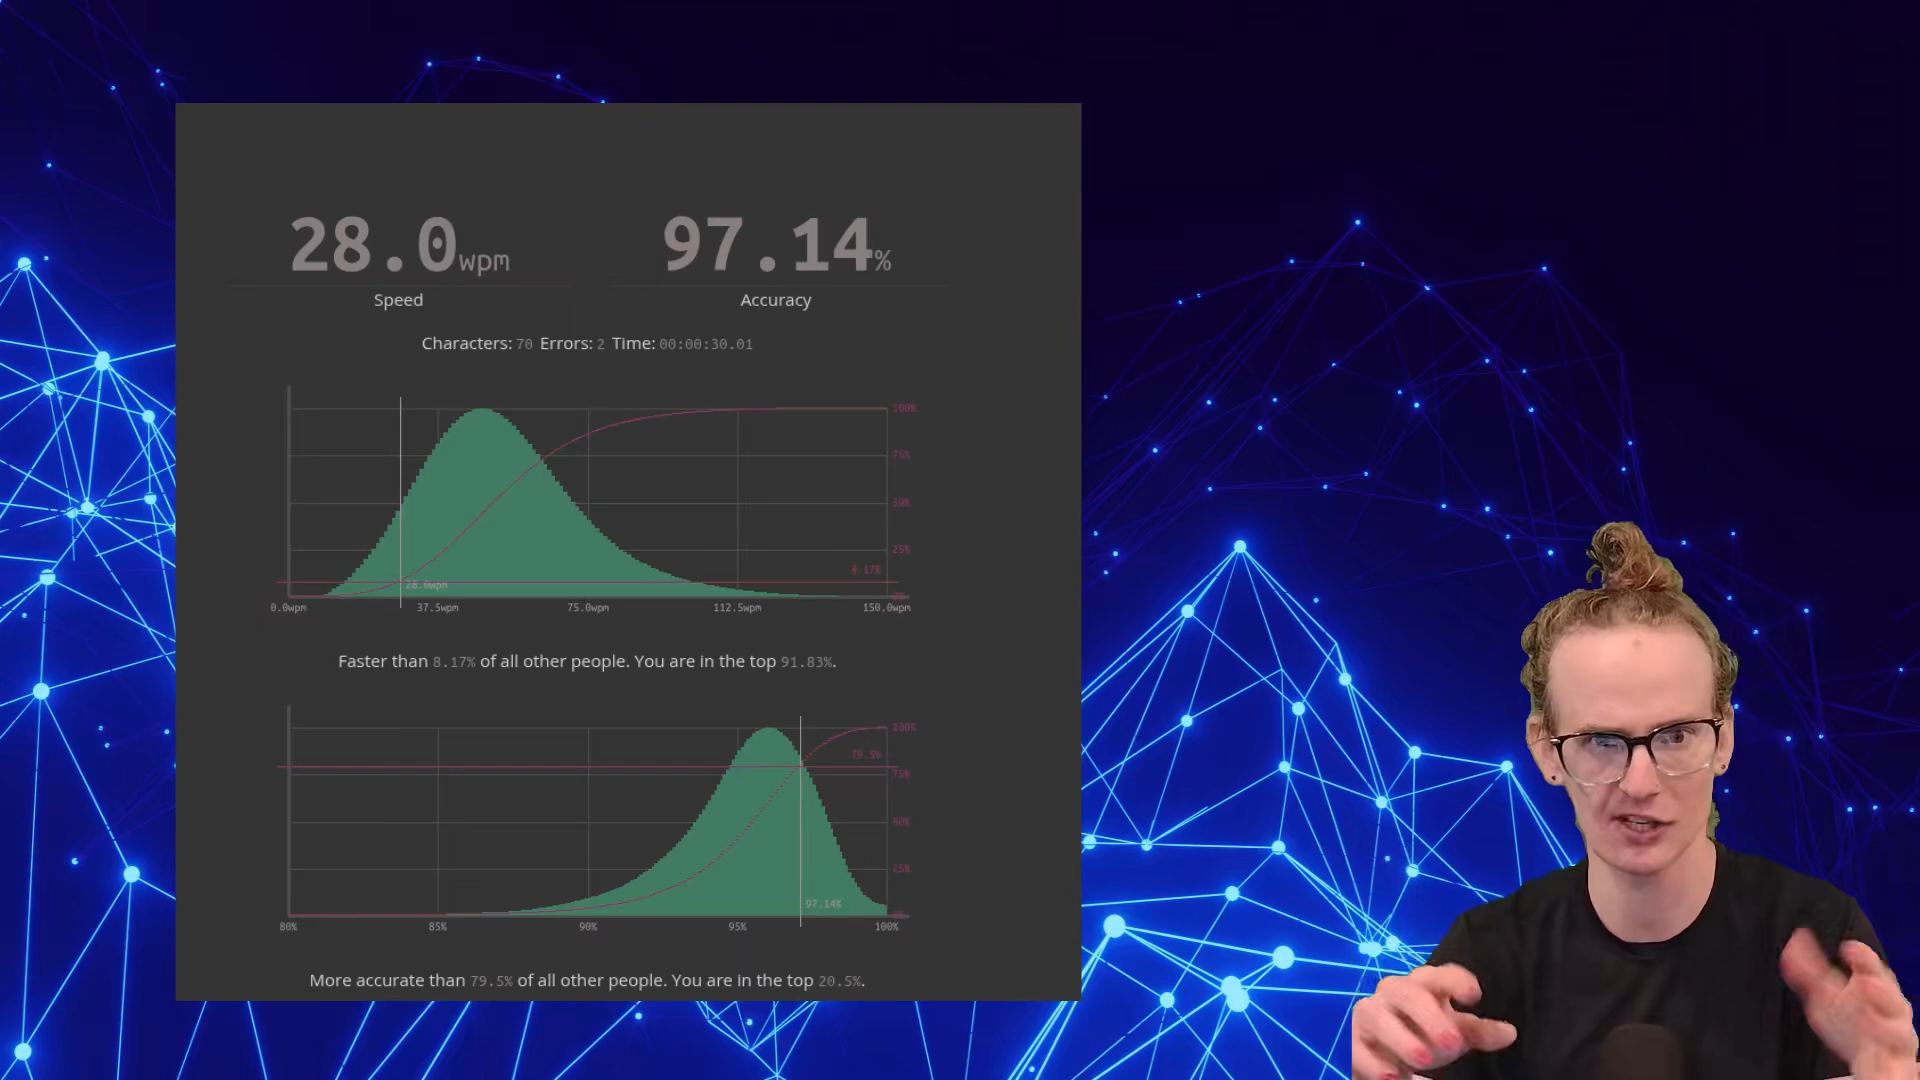 28.0wpm 97.14%
Speed Accuracy
Characters: 70 Errors: 2 Time: 00:00:30.01
100%
75%
50%
25%
8.17%
28.0wpm
0%
0.0wpm 37.5wpm 75.0wpm 112.5wpm 150.0wpm
Faster than 8.17% of all other people. You are in the top 91.83%.
100%
79.5%
75%
50%
25%
97.14%
0%
80% 85% 90% 95% 100%
More accurate than 79.5% of all other people. You are in the top 20.5%.